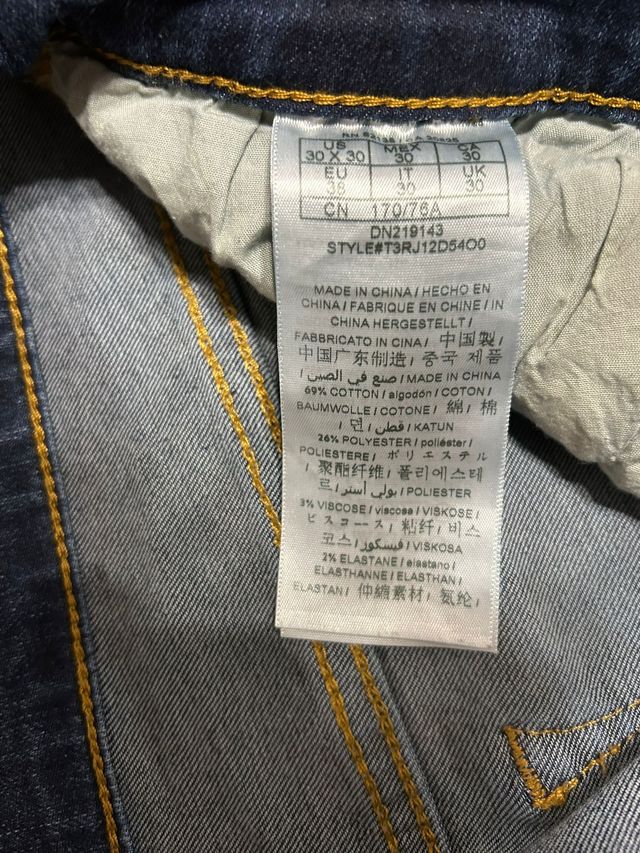 US MEX CA
30 X 30 30 30
EU IT UK
38 30 30
CN 170/76A
DN219143
STYLE#T3RJ12D54O0
MADE IN CHINA / HECHO EN
CHINA / FABRIQUE EN CHINE / IN
CHINA HERGESTELLT /
FABBRICATO IN CINA / 中国製 /
中国广东制造 / 중국 제품
/ صنع في الصين / MADE IN CHINA
69% COTTON / algodón / COTON /
BAUMWOLLE / COTONE / 綿 / 棉
/ 면 / قطن / KATUN
26% POLYESTER / poliéster /
POLIESTERE / ポリエステル
/ 聚酯纤维 / 폴리에스테
르 / بولي أستر / POLIESTER
3% VISCOSE / viscosa / VISCOSE /
ビスコース / 粘纤 / 비스
코스 / فيسكوز / VISKOSA
2% ELASTANE / elastano /
ELASTHANNE / ELASTHAN /
ELASTAN / 伸縮素材 / 氨纶 /